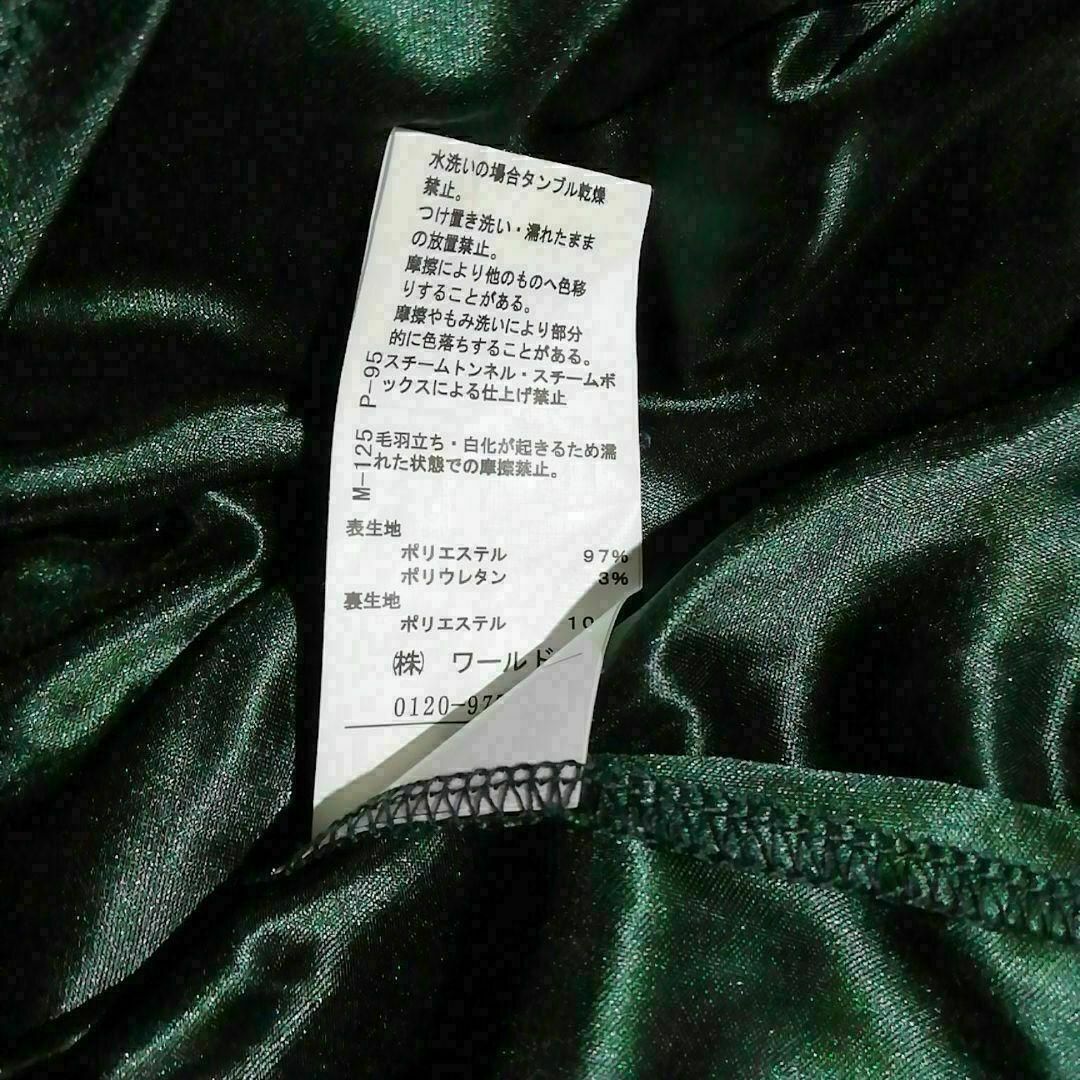 水洗いの場合タンブル乾燥
禁止。
つけ置き洗い・濡れたまま
の放置禁止。
摩擦により他のものへ色移
りすることがある。
摩擦やもみ洗いにより部分
的に色落ちすることがある。
スチームトンネル・スチームボ
ックスによる仕上げ禁止
毛羽立ち・白化が起きるため濡
れた状態での摩擦禁止。
M-125 P-95
表生地
ポリエステル 97%
ポリウレタン 3%
裏生地
ポリエステル 10
㈱ ワールド
0120-97